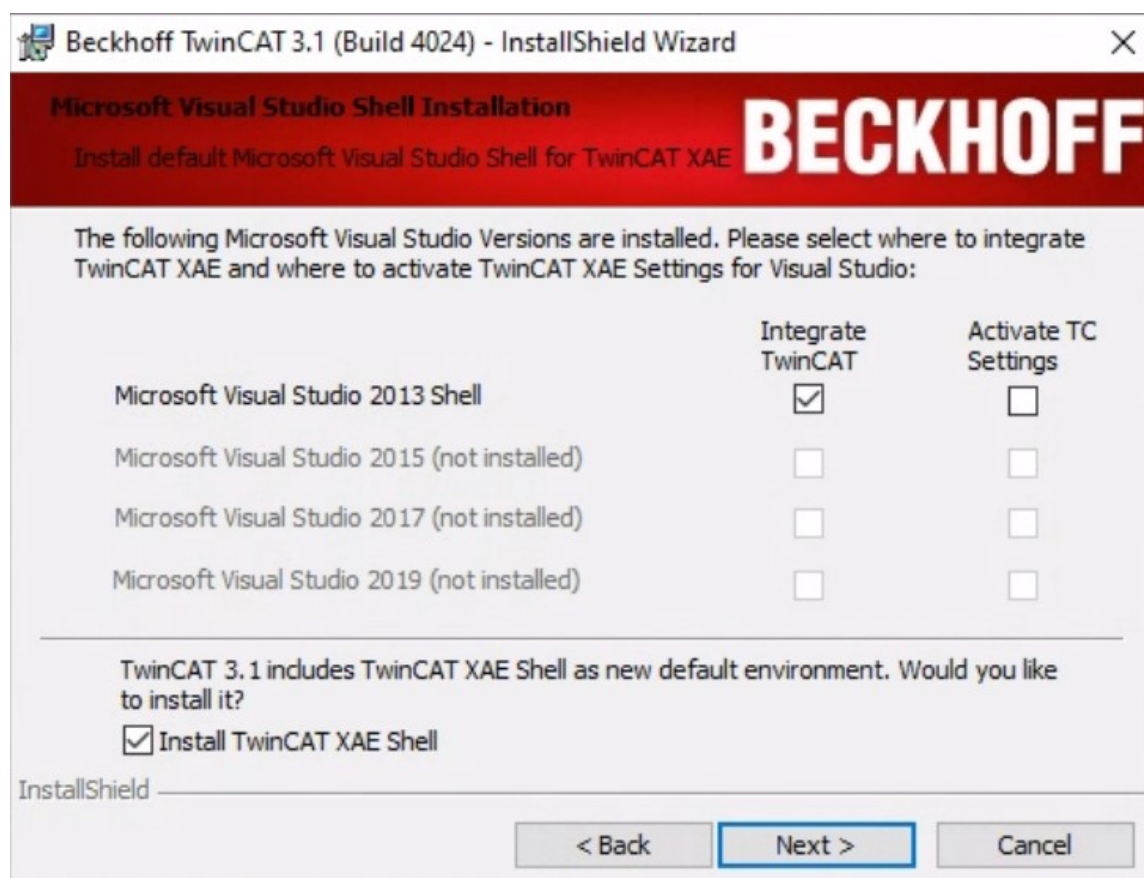 Beckhoff TwinCAT 3.1 (Build 4024) - InstallShield Wizard
Microsoft Visual Studio Shell Installation
Install default Microsoft Visual Studio Shell for TwinCAT XAE
BECKHOFF
The following Microsoft Visual Studio Versions are installed. Please select where to integrate
TwinCAT XAE and where to activate TwinCAT XAE Settings for Visual Studio:
Integrate
TwinCAT
Activate TC
Settings
Microsoft Visual Studio 2013 Shell
Microsoft Visual Studio 2015 (not installed)
Microsoft Visual Studio 2017 (not installed)
Microsoft Visual Studio 2019 (not installed)
TwinCAT 3.1 includes TwinCAT XAE Shell as new default environment. Would you like
to install it?
Install TwinCAT XAE Shell
InstallShield
< Back
Next >
Cancel